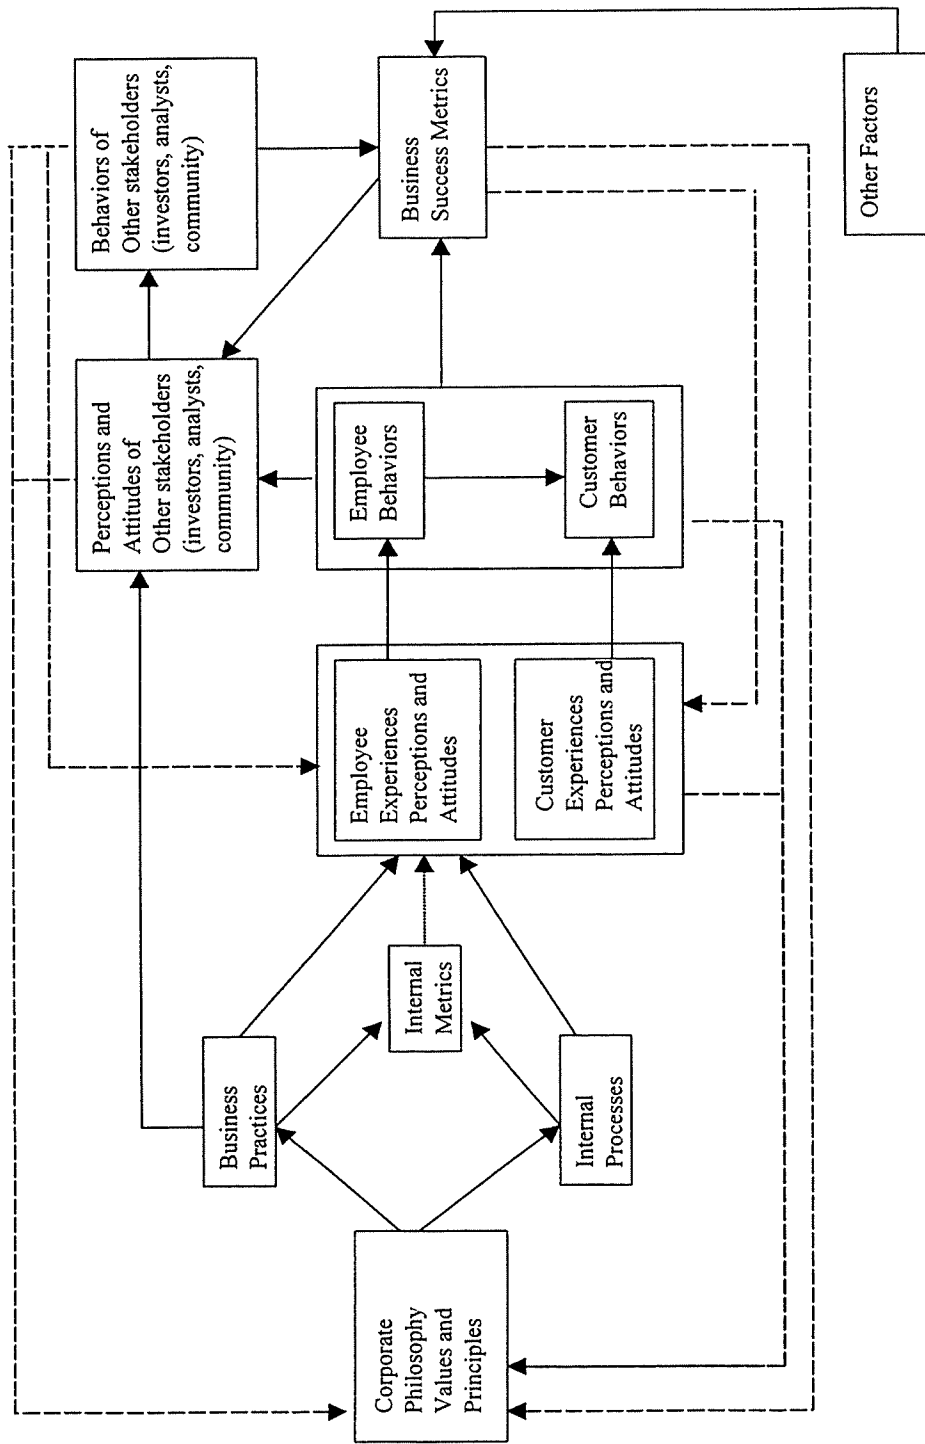 Corporate
Philosophy
Values and
Principles
Business
Practices
Internal
Processes
Internal
Metrics
Employee
Experiences
Perceptions and
Attitudes
Customer
Experiences
Perceptions and
Attitudes
Employee
Behaviors
Customer
Behaviors
Perceptions and
Attitudes of
Other stakeholders
(investors, analysts,
community)
Behaviors of
Other stakeholders
(investors, analysts,
community)
Business
Success Metrics
Other Factors